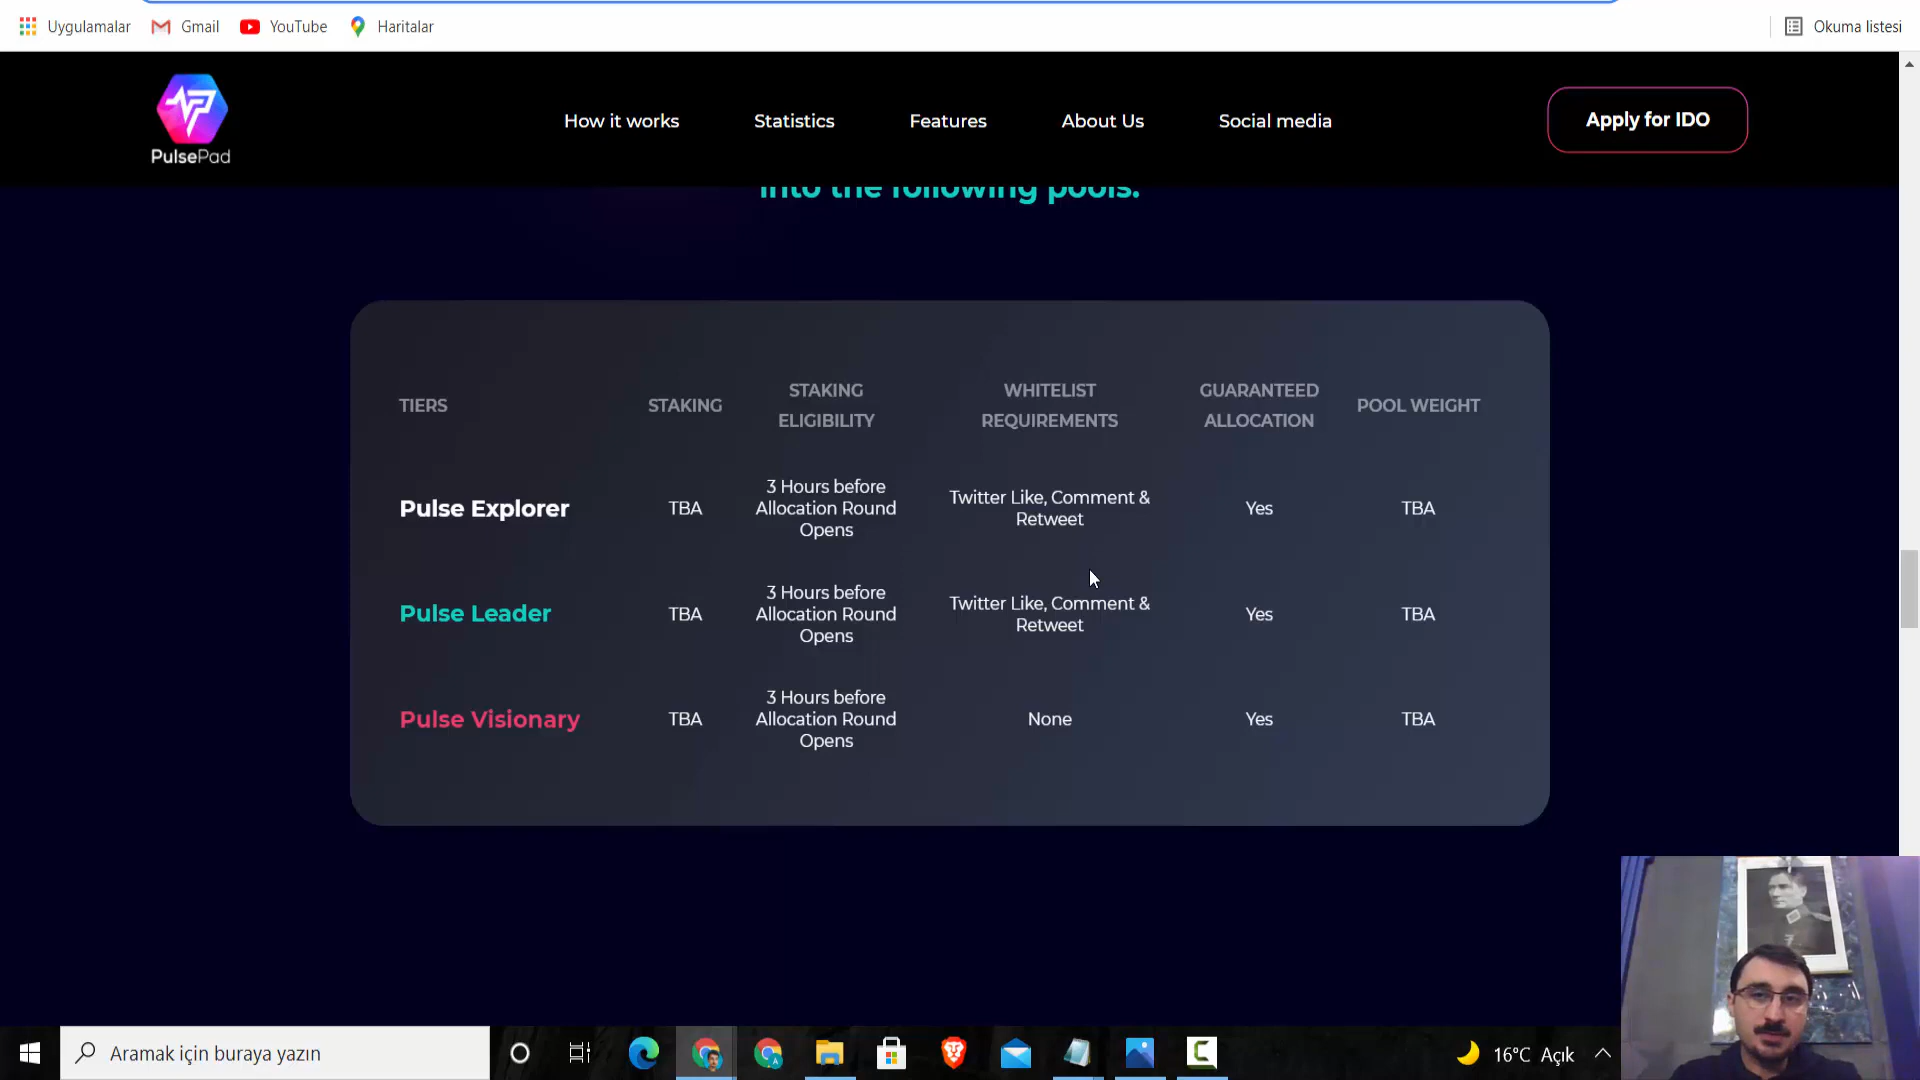 Uygulamalar
Gmail
YouTube
Haritalar
Okuma listesi
PulsePad
How it works
Statistics
Features
About Us
Social media
Apply for IDO
into the following pools.
TIERS
STAKING
STAKING
ELIGIBILITY
WHITELIST
REQUIREMENTS
GUARANTEED
ALLOCATION
POOL WEIGHT
Pulse Explorer
TBA
3 Hours before
Allocation Round
Opens
Twitter Like, Comment &
Retweet
Yes
TBA
Pulse Leader
TBA
3 Hours before
Allocation Round
Opens
Twitter Like, Comment &
Retweet
Yes
TBA
Pulse Visionary
TBA
3 Hours before
Allocation Round
Opens
None
Yes
TBA
Aramak için buraya yazın
16°C Açık